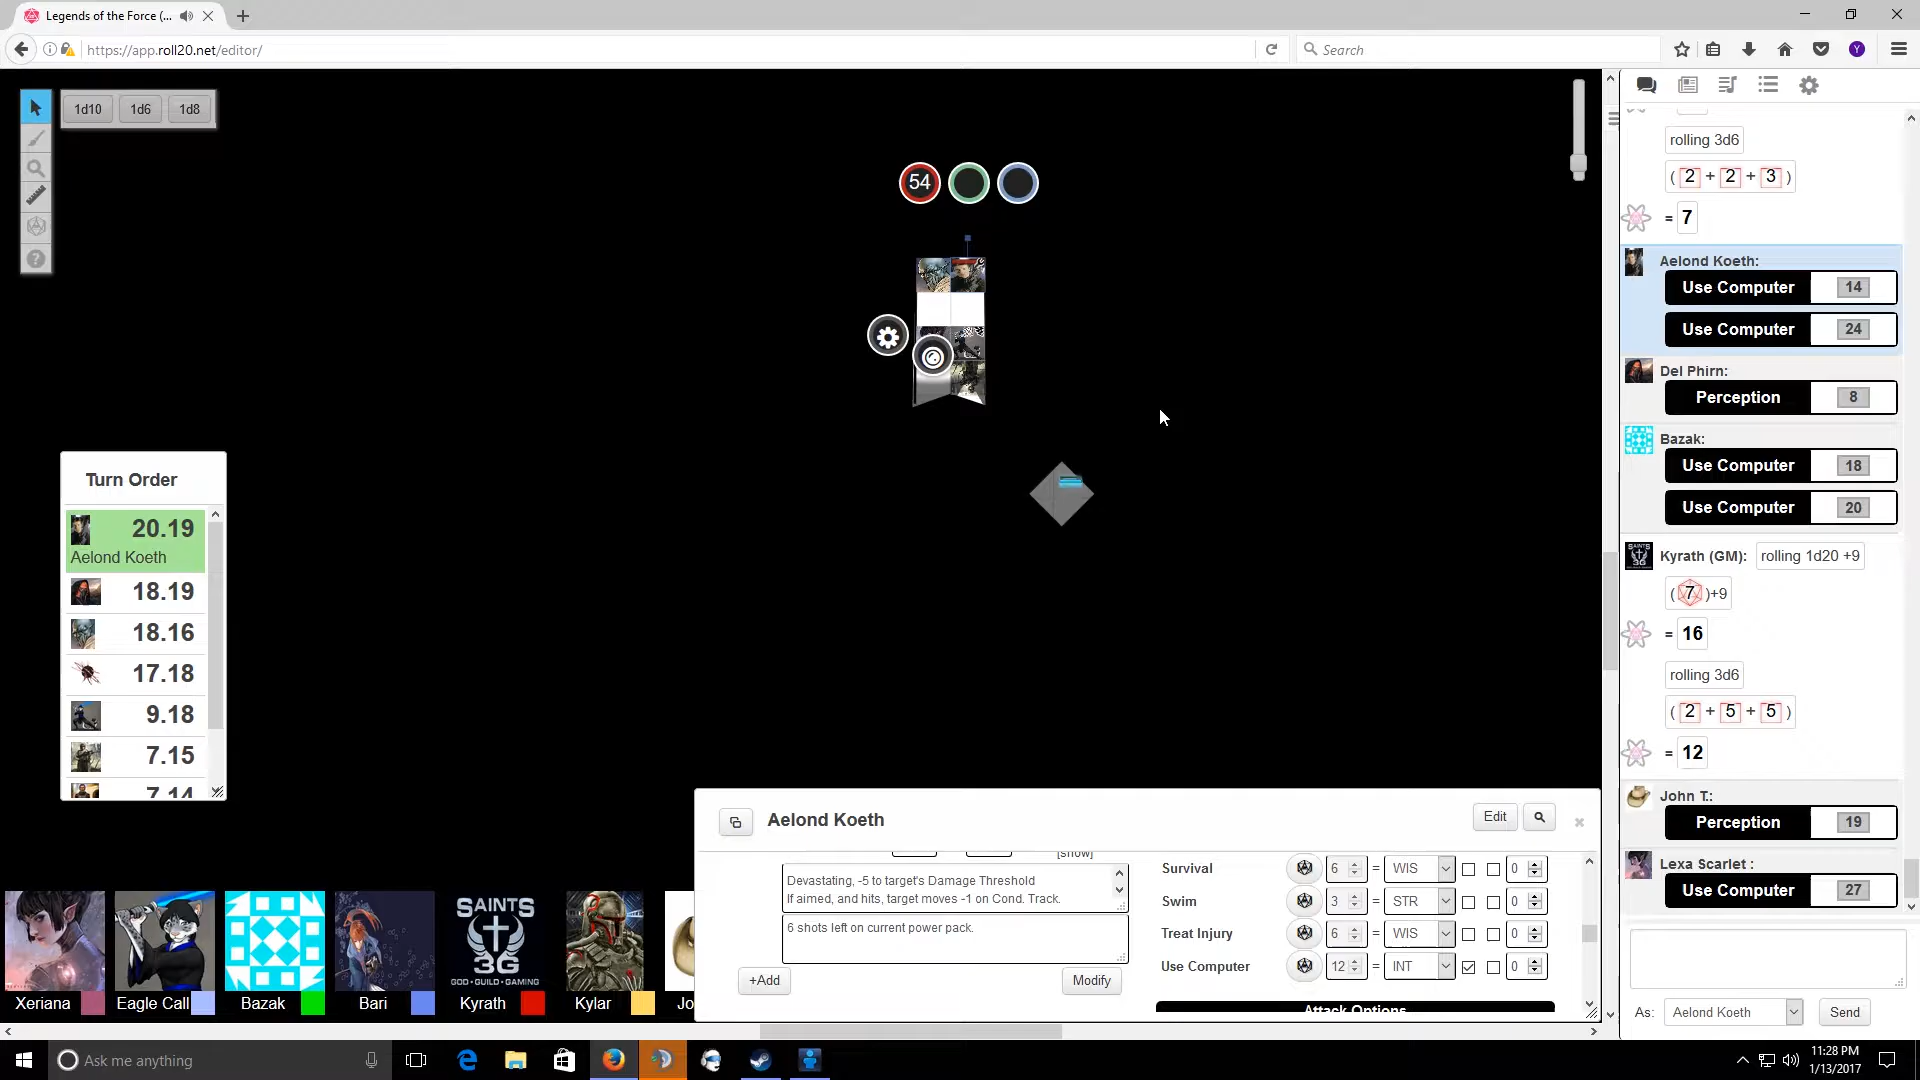 Legends of the Force (...
https://app.roll20.net/editor/
Search
1d10
1d6
1d8
54
Turn Order
20.19
Aelond Koeth
18.19
18.16
17.18
9.18
7.15
7.14
rolling 3d6
(2+2+3)
= 7
Aelond Koeth:
Use Computer 14
Use Computer 24
Del Phirn:
Perception 8
Bazak:
Use Computer 18
Use Computer 20
Kyrath (GM): rolling 1d20 +9
(7)+9
= 16
rolling 3d6
(2+5+5)
= 12
John T.:
Perception 19
Lexa Scarlet :
Use Computer 27
As: Aelond Koeth
Send
Aelond Koeth
Edit
[show]
Devastating, -5 to target's Damage Threshold
If aimed, and hits, target moves -1 on Cond. Track.
6 shots left on current power pack.
+Add
Modify
Survival 6 = WIS 0
Swim 3 = STR 0
Treat Injury 6 = WIS 0
Use Computer 12 = INT 0
Attack Options
SAINTS
3G
GOD · GUILD · GAMING
Xeriana
Eagle Call
Bazak
Bari
Kyrath
Kylar
Jo
Ask me anything
11:28 PM
1/13/2017